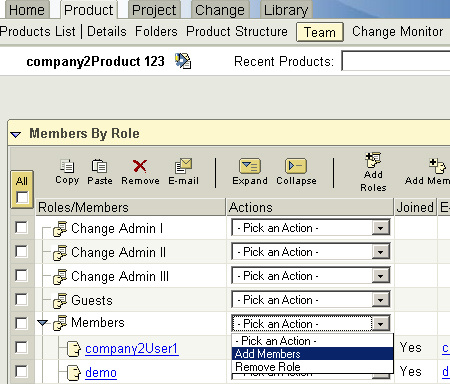 Home Product Project Change Library
Products List | Details Folders Product Structure Team Change Monitor
company2Product 123 Recent Products:
Members By Role
All Copy Paste Remove E-mail Expand Collapse Add Roles Add Mem
Roles/Members Actions Joined E-
Change Admin I - Pick an Action -
Change Admin II - Pick an Action -
Change Admin III - Pick an Action -
Guests - Pick an Action -
Members - Pick an Action -
- Pick an Action -
Add Members
Remove Role
company2User1 Yes c
demo Yes d